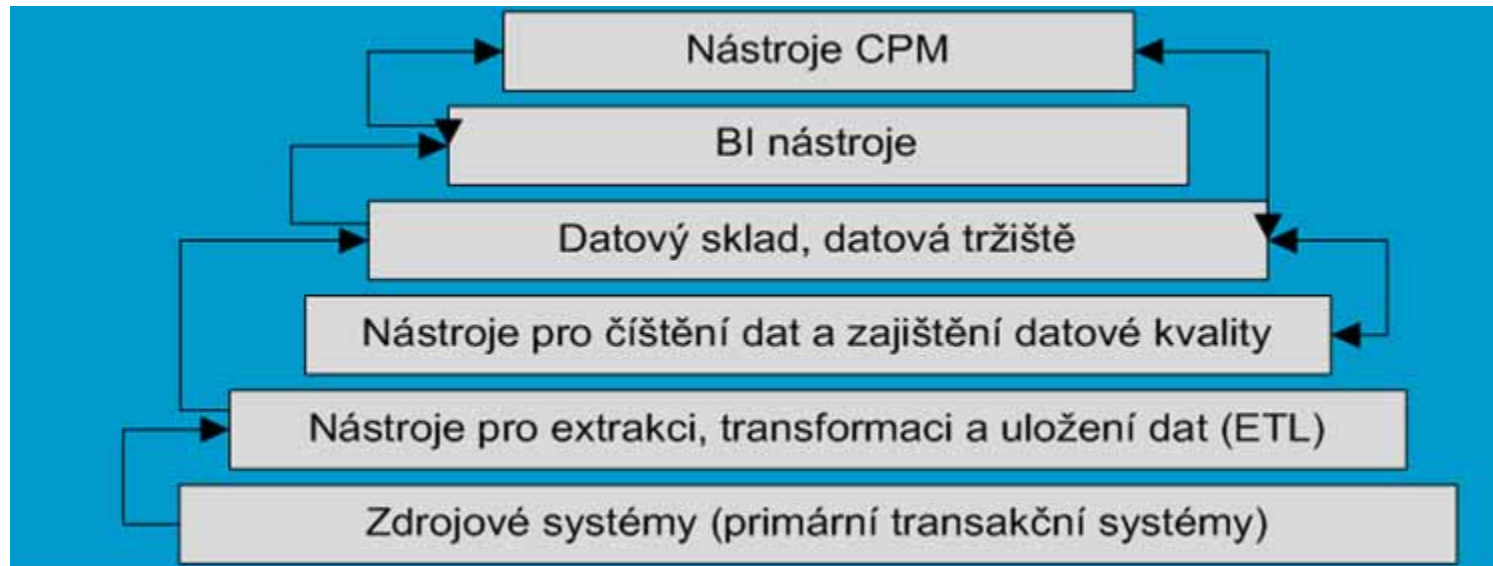 Nástroje CPM
BI nástroje
Datový sklad, datová tržiště
Nástroje pro číštění dat a zajištění datové kvality
Nástroje pro extrakci, transformaci a uložení dat (ETL)
Zdrojové systémy (primární transakční systémy)